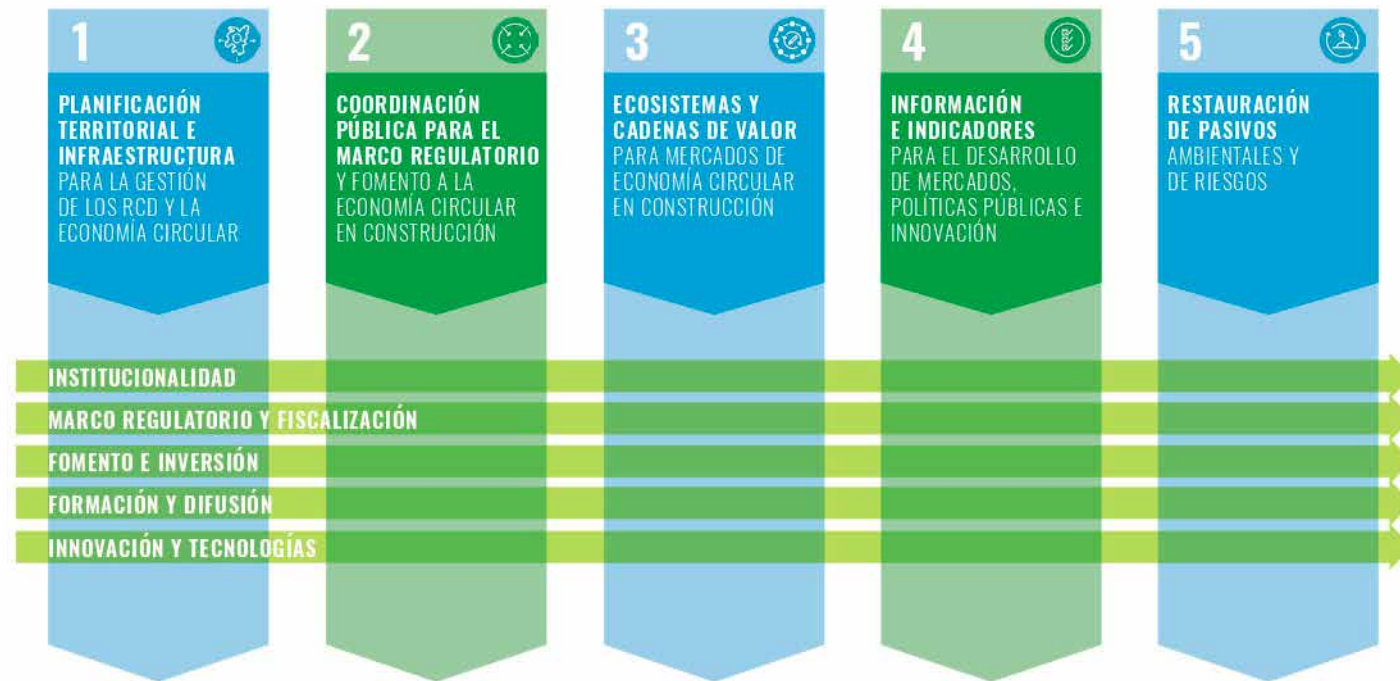 1
PLANIFICACIÓN
TERRITORIAL E
INFRAESTRUCTURA
PARA LA GESTIÓN
DE LOS RCD Y LA
ECONOMÍA CIRCULAR
2
COORDINACIÓN
PÚBLICA PARA EL
MARCO REGULATORIO
Y FOMENTO A LA
ECONOMÍA CIRCULAR
EN CONSTRUCCIÓN
3
ECOSISTEMAS Y
CADENAS DE VALOR
PARA MERCADOS DE
ECONOMÍA CIRCULAR
EN CONSTRUCCIÓN
4
INFORMACIÓN
E INDICADORES
PARA EL DESARROLLO
DE MERCADOS,
POLÍTICAS PÚBLICAS E
INNOVACIÓN
5
RESTAURACIÓN
DE PASIVOS
AMBIENTALES Y
DE RIESGOS
INSTITUCIONALIDAD
MARCO REGULATORIO Y FISCALIZACIÓN
FOMENTO E INVERSIÓN
FORMACIÓN Y DIFUSIÓN
INNOVACIÓN Y TECNOLOGÍAS